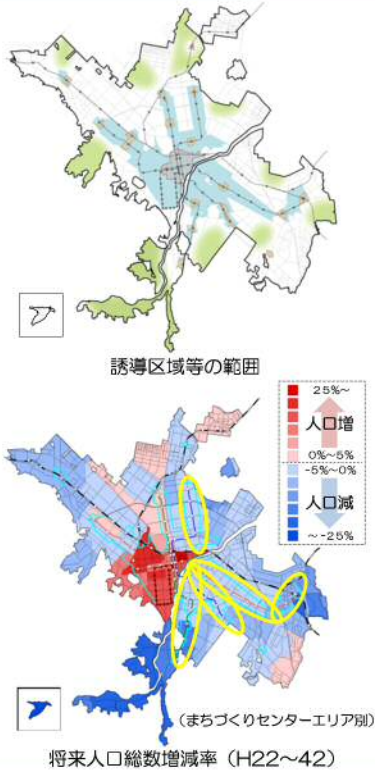 誘導区域等の範囲
25%~
人口増
0%~5%
-5%~0%
人口減
~-25%
(まちづくりセンターエリア別)
将来人口総数増減率(H22~42)